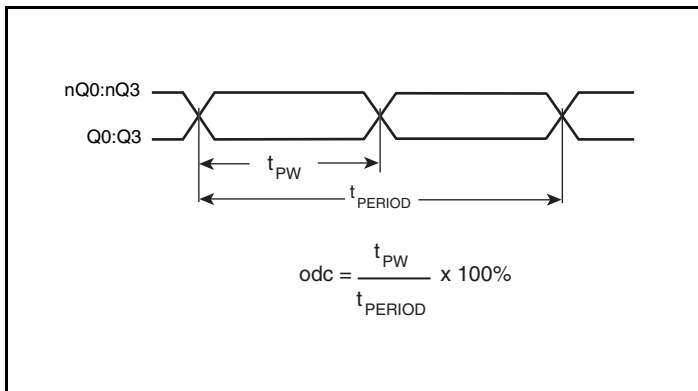 nQ0:nQ3
Q0:Q3
tPW
tPERIOD
odc = tPW / tPERIOD x 100%